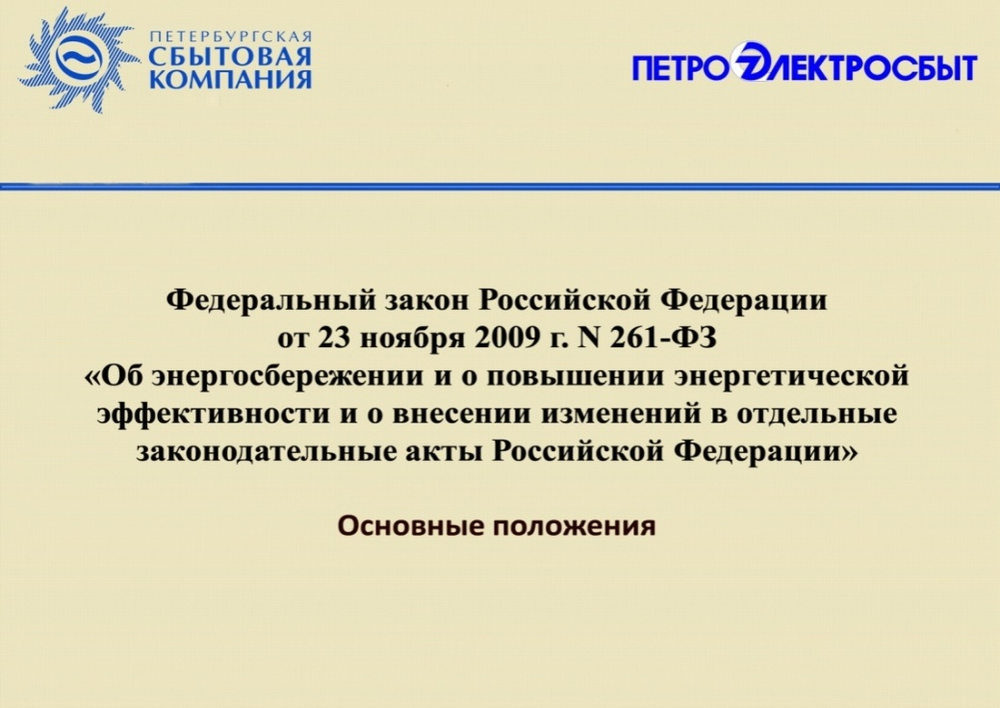 ПЕТЕРБУРГСКАЯ
СБЫТОВАЯ
КОМПАНИЯ
ПЕТРОЭЛЕКТРОСБЫТ
Федеральный закон Российской Федерации
от 23 ноября 2009 г. N 261-ФЗ
«Об энергосбережении и о повышении энергетической
эффективности и о внесении изменений в отдельные
законодательные акты Российской Федерации»
Основные положения